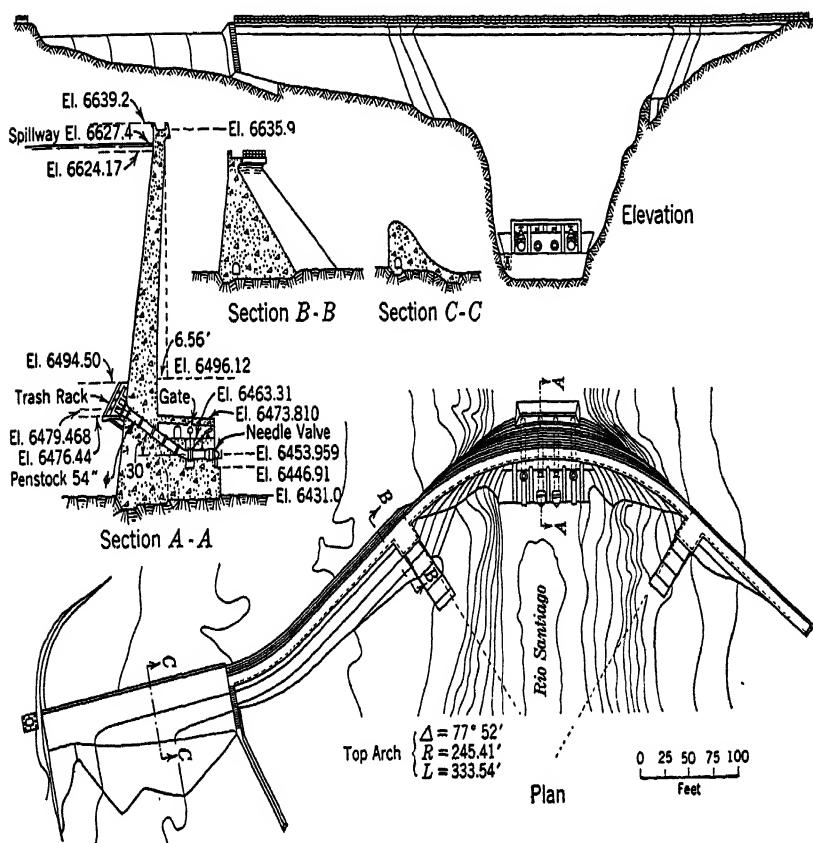 El. 6639.2
El. 6635.9
Spillway El. 6627.4
El. 6624.17
Elevation
Section B-B
Section C-C
6.56'
El. 6494.50
El. 6496.12
Trash Rack
Gate
El. 6463.31
El. 6473.810
Needle Valve
El. 6479.468
El. 6453.959
El. 6476.44
El. 6446.91
Penstock 54" ϕ
30
El. 6431.0
Section A-A
A
A
B
B
C
C
Rio Santiago
Top Arch
Δ = 77° 52'
R = 245.41'
L = 333.54'
Plan
0 25 50 75 100
Feet